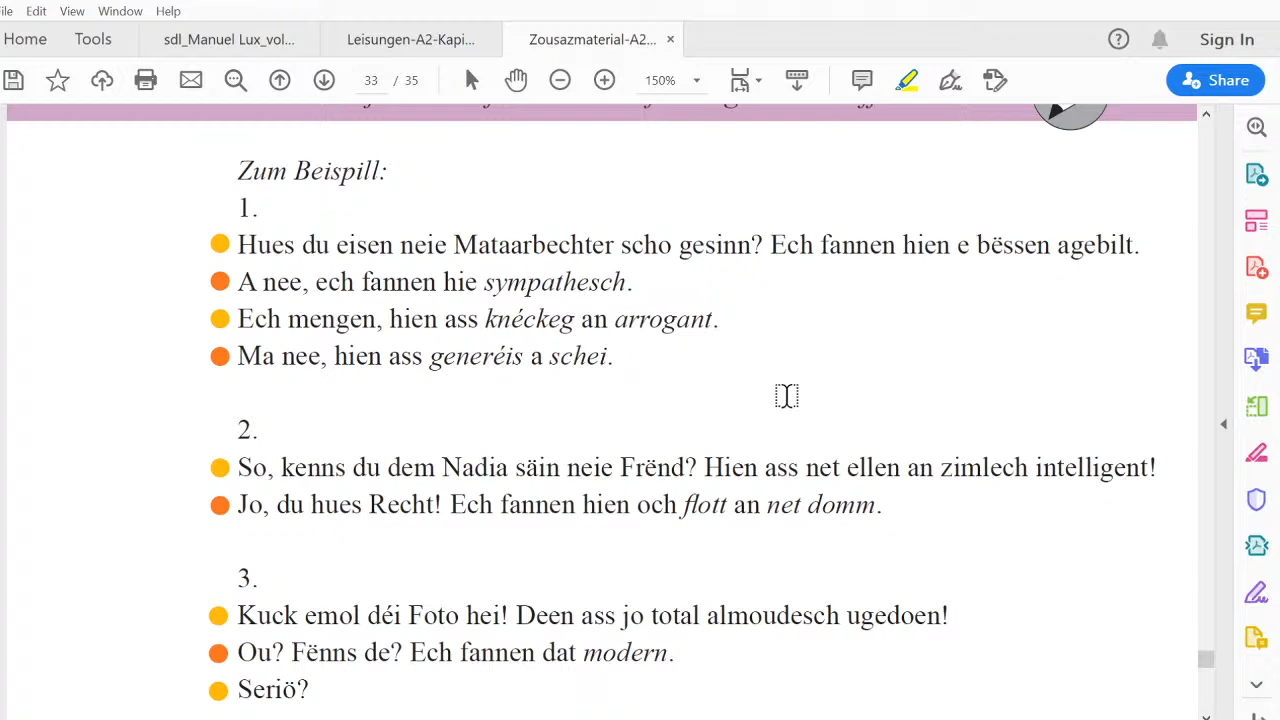 File Edit View Window Help
Home Tools sdl_Manuel Lux_vol... Leisungen-A2-Kapi... Zousazmaterial-A2... × ? Sign In
33 / 35 150% Share
Zum Beispill:
1.
Hues du eisen neie Mataarbechter scho gesinn? Ech fannen hien e bëssen agebilt.
A nee, ech fannen hie sympathesch.
Ech mengen, hien ass knéckeg an arrogant.
Ma nee, hien ass generéis a schei.
2.
So, kenns du dem Nadia säin neie Frënd? Hien ass net ellen an zimlech intelligent!
Jo, du hues Recht! Ech fannen hien och flott an net domm.
3.
Kuck emol déi Foto hei! Deen ass jo total almoudesch ugedoen!
Ou? Fënns de? Ech fannen dat modern.
Seriö?